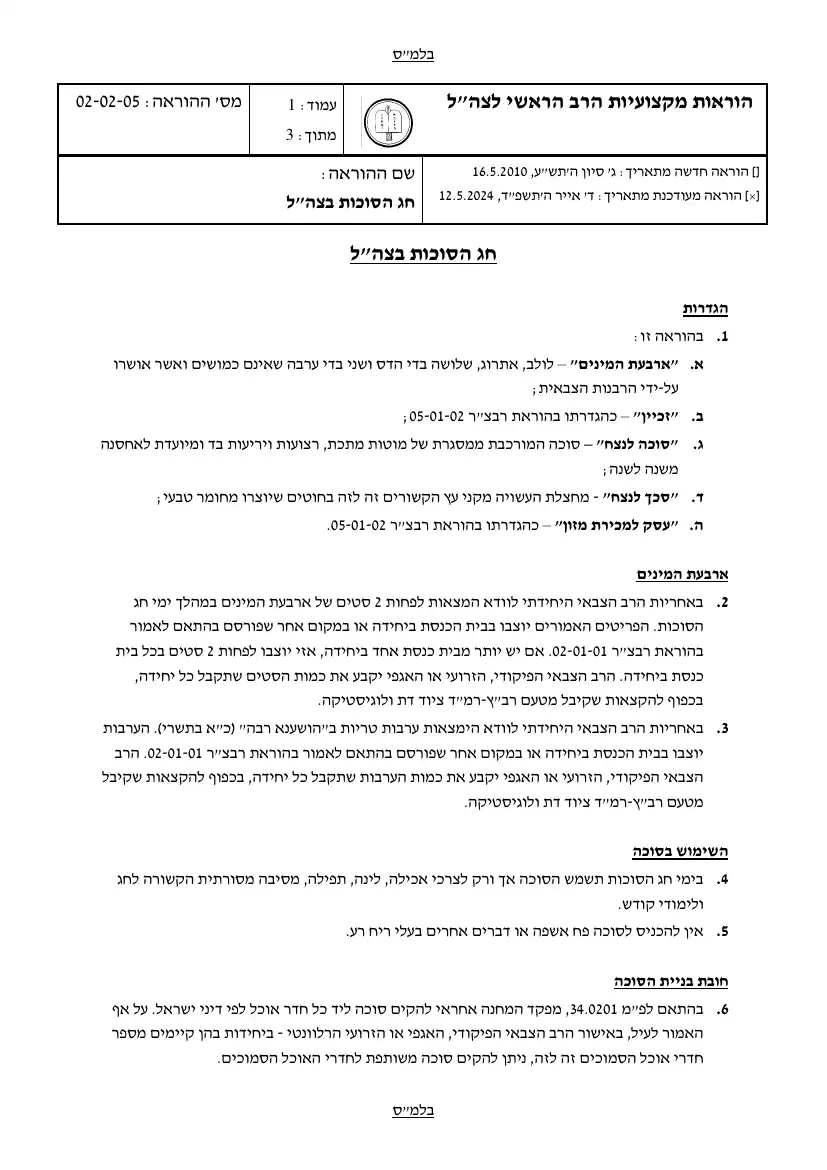 בלמ״ס
הוראות מקצועיות הרב הראשי לצה״ל
עמוד: 1
מתוך: 3
מס׳ ההוראה: 02-02-05
[] הוראה חדשה מתאריך: ג׳ סיון ה׳תש״ע, 16.5.2010
[×] הוראה מעודכנת מתאריך: ד׳ אייר ה׳תשפ״ד, 12.5.2024
שם ההוראה:
חג הסוכות בצה״ל
חג הסוכות בצה״ל
הגדרות
1. בהוראה זו:
א. ״ארבעת המינים״ – לולב, אתרוג, שלושה בדי הדס ושני בדי ערבה שאינם כמושים ואשר אושרו
על-ידי הרבנות הצבאית;
ב. ״זכיין״ – כהגדרתו בהוראת רבצ״ר 05-01-02;
ג. ״סוכה לנצח״ – סוכה המורכבת ממסגרת של מוטות מתכת, רצועות ויריעות בד ומיועדת לאחסנה
משנה לשנה;
ד. ״סכך לנצח״ - מחצלת העשויה מקני עץ הקשורים זה לזה בחוטים שיוצרו מחומר טבעי;
ה. ״עסק למכירת מזון״ – כהגדרתו בהוראת רבצ״ר 05-01-02.
ארבעת המינים
2. באחריות הרב הצבאי היחידתי לוודא המצאות לפחות 2 סטים של ארבעת המינים במהלך ימי חג
הסוכות. הפריטים האמורים יוצבו בבית הכנסת ביחידה או במקום אחר שפורסם בהתאם לאמור
בהוראת רבצ״ר 02-01-01. אם יש יותר מבית כנסת אחד ביחידה, אזי יוצבו לפחות 2 סטים בכל בית
כנסת ביחידה. הרב הצבאי הפיקודי, הזרועי או האגפי יקבע את כמות הסטים שתקבל כל יחידה,
בכפוף להקצאות שקיבל מטעם רב״ץ-רמ״ד ציוד דת ולוגיסטיקה.
3. באחריות הרב הצבאי היחידתי לוודא הימצאות ערבות טריות ב״הושענא רבה״ (כ״א בתשרי). הערבות
יוצבו בבית הכנסת ביחידה או במקום אחר שפורסם בהתאם לאמור בהוראת רבצ״ר 02-01-01. הרב
הצבאי הפיקודי, הזרועי או האגפי יקבע את כמות הערבות שתקבל כל יחידה, בכפוף להקצאות שקיבל
מטעם רב״ץ-רמ״ד ציוד דת ולוגיסטיקה.
השימוש בסוכה
4. בימי חג הסוכות תשמש הסוכה אך ורק לצרכי אכילה, לינה, תפילה, מסיבה מסורתית הקשורה לחג
ולימודי קודש.
5. אין להכניס לסוכה פח אשפה או דברים אחרים בעלי ריח רע.
חובת בניית הסוכה
6. בהתאם לפ״מ 34.0201, מפקד המחנה אחראי להקים סוכה ליד כל חדר אוכל לפי דיני ישראל. על אף
האמור לעיל, באישור הרב הצבאי הפיקודי, האגפי או הזרועי הרלוונטי - ביחידות בהן קיימים מספר
חדרי אוכל הסמוכים זה לזה, ניתן להקים סוכה משותפת לחדרי האוכל הסמוכים.
בלמ״ס